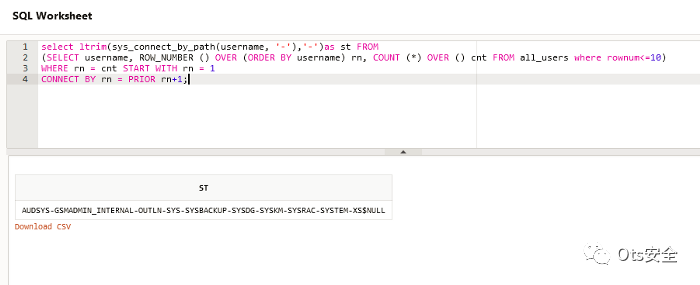 SQL Worksheet
1 select ltrim(sys_connect_by_path(username, '-'),'-')as st FROM
2 (SELECT username, ROW_NUMBER () OVER (ORDER BY username) rn, COUNT (*) OVER () cnt FROM all_users where rownum<=10)
3 WHERE rn = cnt START WITH rn = 1
4 CONNECT BY rn = PRIOR rn+1;
ST
AUDSYS-GSMADMIN_INTERNAL-OUTLN-SYS-SYSBACKUP-SYSDG-SYSKM-SYSRAC-SYSTEM-XS$NULL
Download CSV
Ots安全